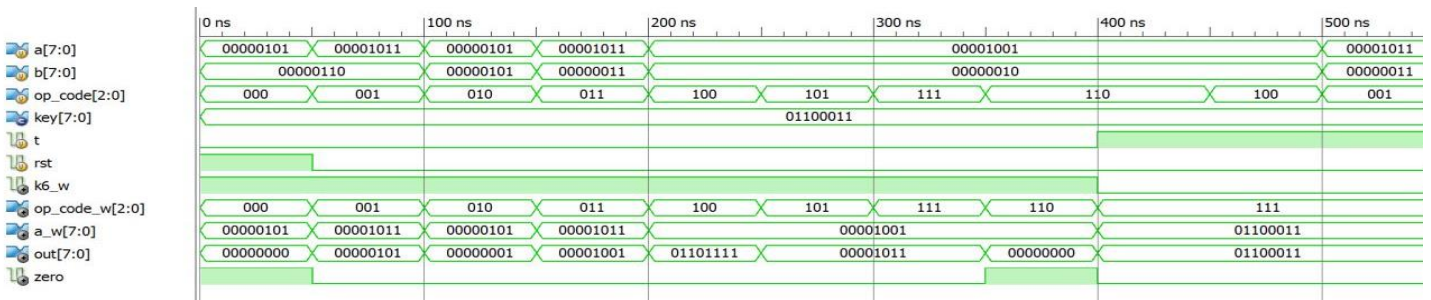 0 ns 100 ns 200 ns 300 ns 400 ns 500 ns
a[7:0] 00000101 00001011 00000101 00001011 00001001 00001011
b[7:0] 00000110 00000101 00000011 00000010 00000011
op_code[2:0] 000 001 010 011 100 101 111 110 100 001
key[7:0] 01100011
t
rst
k6_w
op_code_w[2:0] 000 001 010 011 100 101 111 110 111
a_w[7:0] 00000101 00001011 00000101 00001011 00001001 01100011
out[7:0] 00000000 00000101 00000001 00001001 01101111 00001011 00000000 01100011
zero